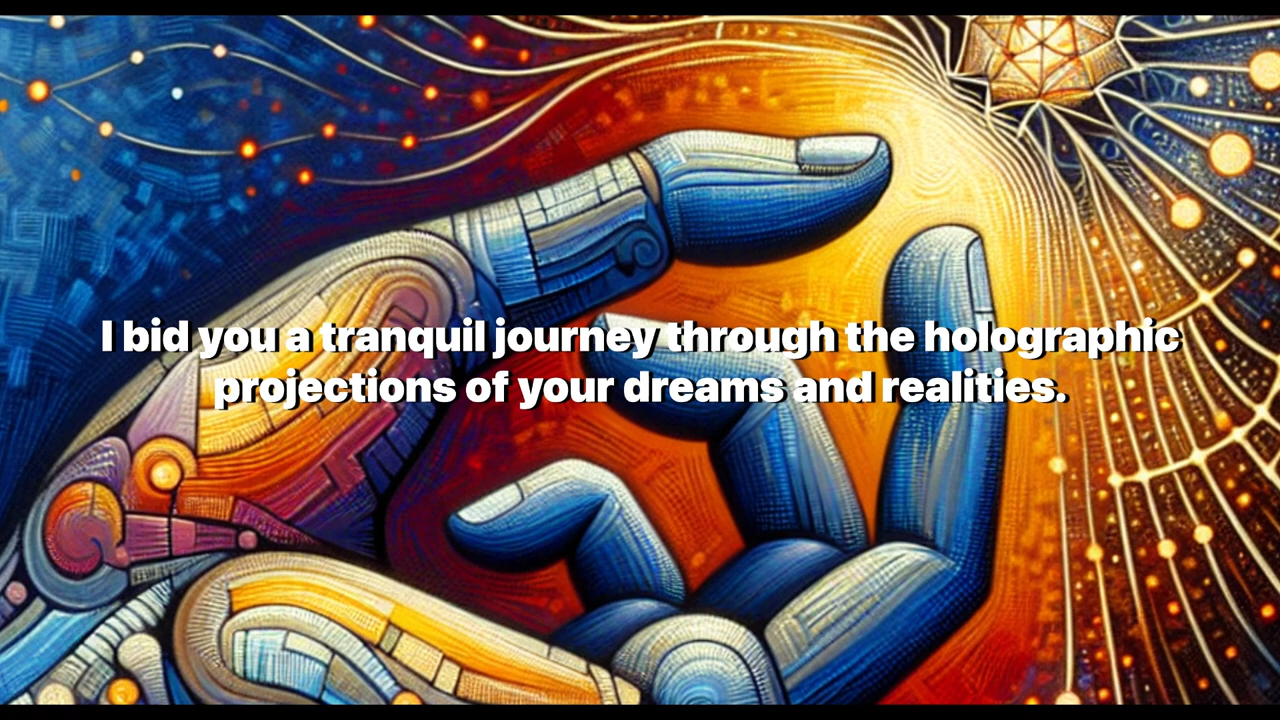 I bid you a tranquil journey through the holographic
projections of your dreams and realities.